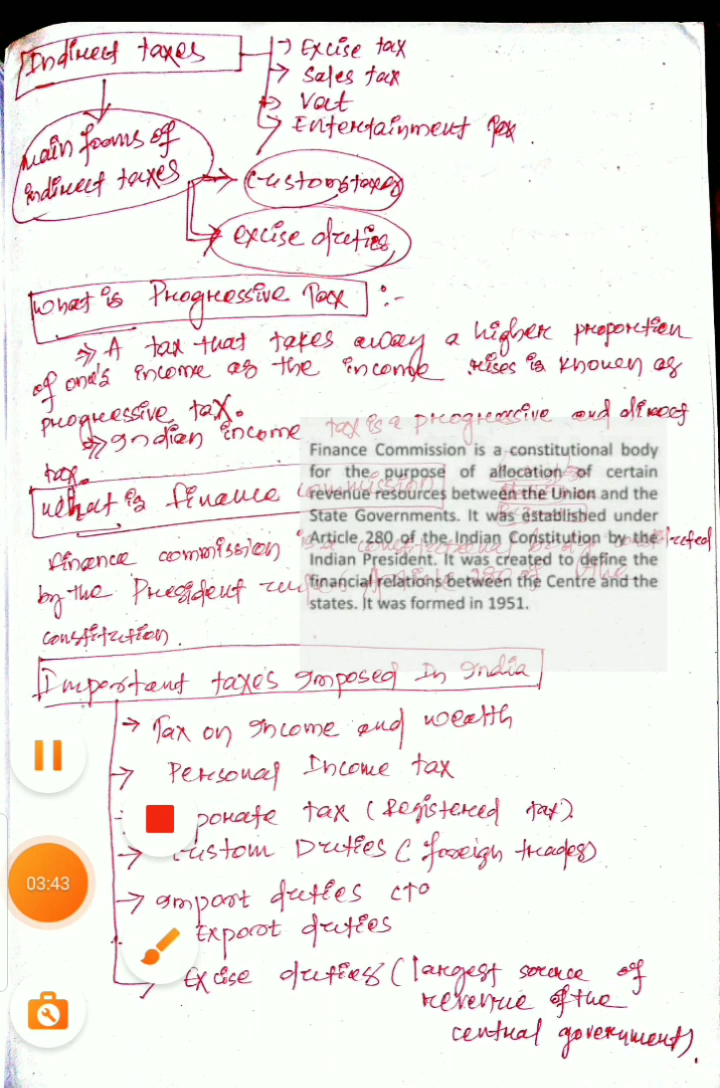 Indirect taxes
→ Excise tax
→ Sales tax
→ Vat
→ Entertainment Tax
main forms of
indirect taxes
customs taxes
excise duties
What is Progressive Tax :-
⇒ A tax that takes away a higher proportion
of one's income as the income rises is known as
progressive tax.
⇒ Indian income tax is a progressive and direct
tax.
What is finance commission
Finance Commission is a constitutional body
for the purpose of allocation of certain
revenue resources between the Union and the
State Governments. It was established under
Article 280 of the Indian Constitution by the
Indian President. It was created to define the
financial relations between the Centre and the
states. It was formed in 1951.
finance commission
by the President
constitution.
Important taxes imposed In India
→ Tax on Income and wealth
→ Personal Income tax
porate tax (Registered tax)
→ custom Duties (foreign trades)
→ import duties
Export duties
Excise duties (largest source of
revenue of the
central government).
03:43